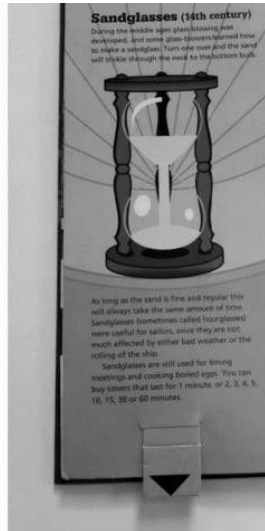 Sandglasses (14th century)
During the middle ages glass-blowing was
developed, and some glass-blowers learned how
to make a sandglass. Turn one over and the sand
will trickle through the neck to the bottom bulb.
As long as the sand is fine and regular this
will always take the same amount of time.
Sandglasses (sometimes called hourglasses)
were useful for sailors, since they are not
much affected by either bad weather or the
rolling of the ship.
Sandglasses are still used for timing
meetings and cooking boiled eggs. You can
buy timers that last for 1 minute or 2, 3, 4, 5,
10, 15, 30 or 60 minutes.